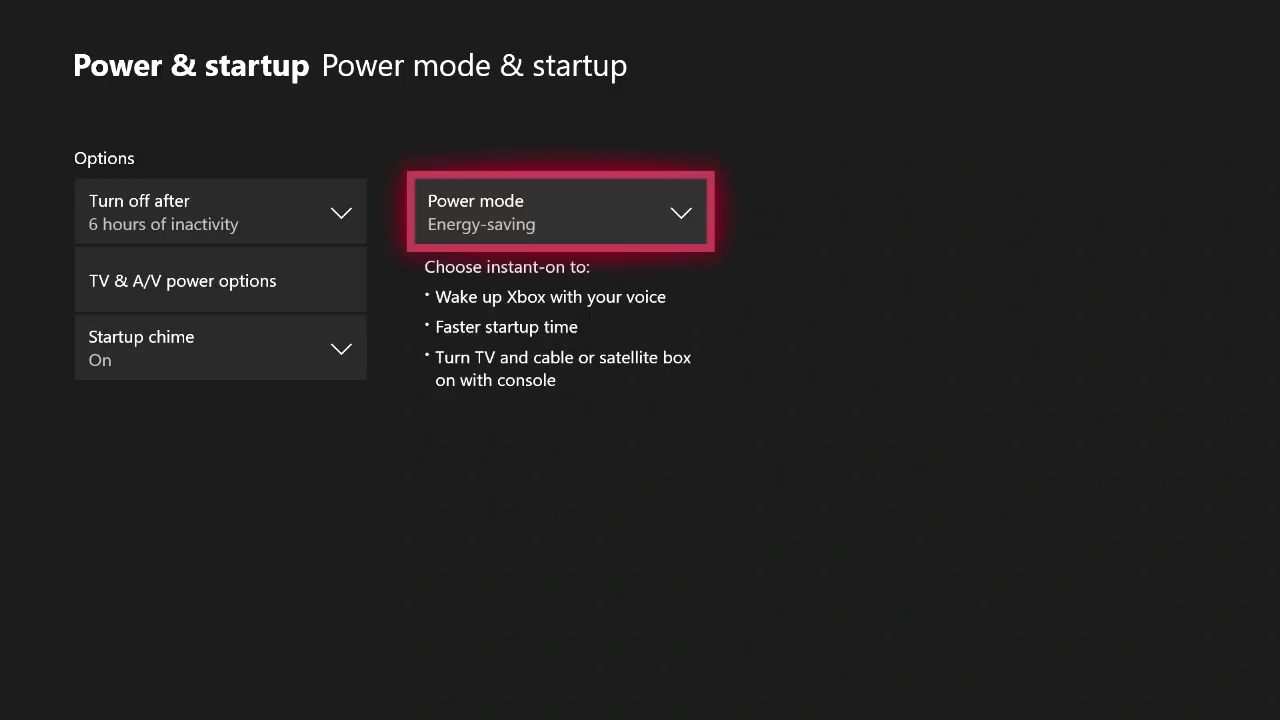 Power & startup Power mode & startup
Options
Turn off after
6 hours of inactivity
TV & A/V power options
Startup chime
On
Power mode
Energy-saving
Choose instant-on to:
• Wake up Xbox with your voice
• Faster startup time
• Turn TV and cable or satellite box
on with console